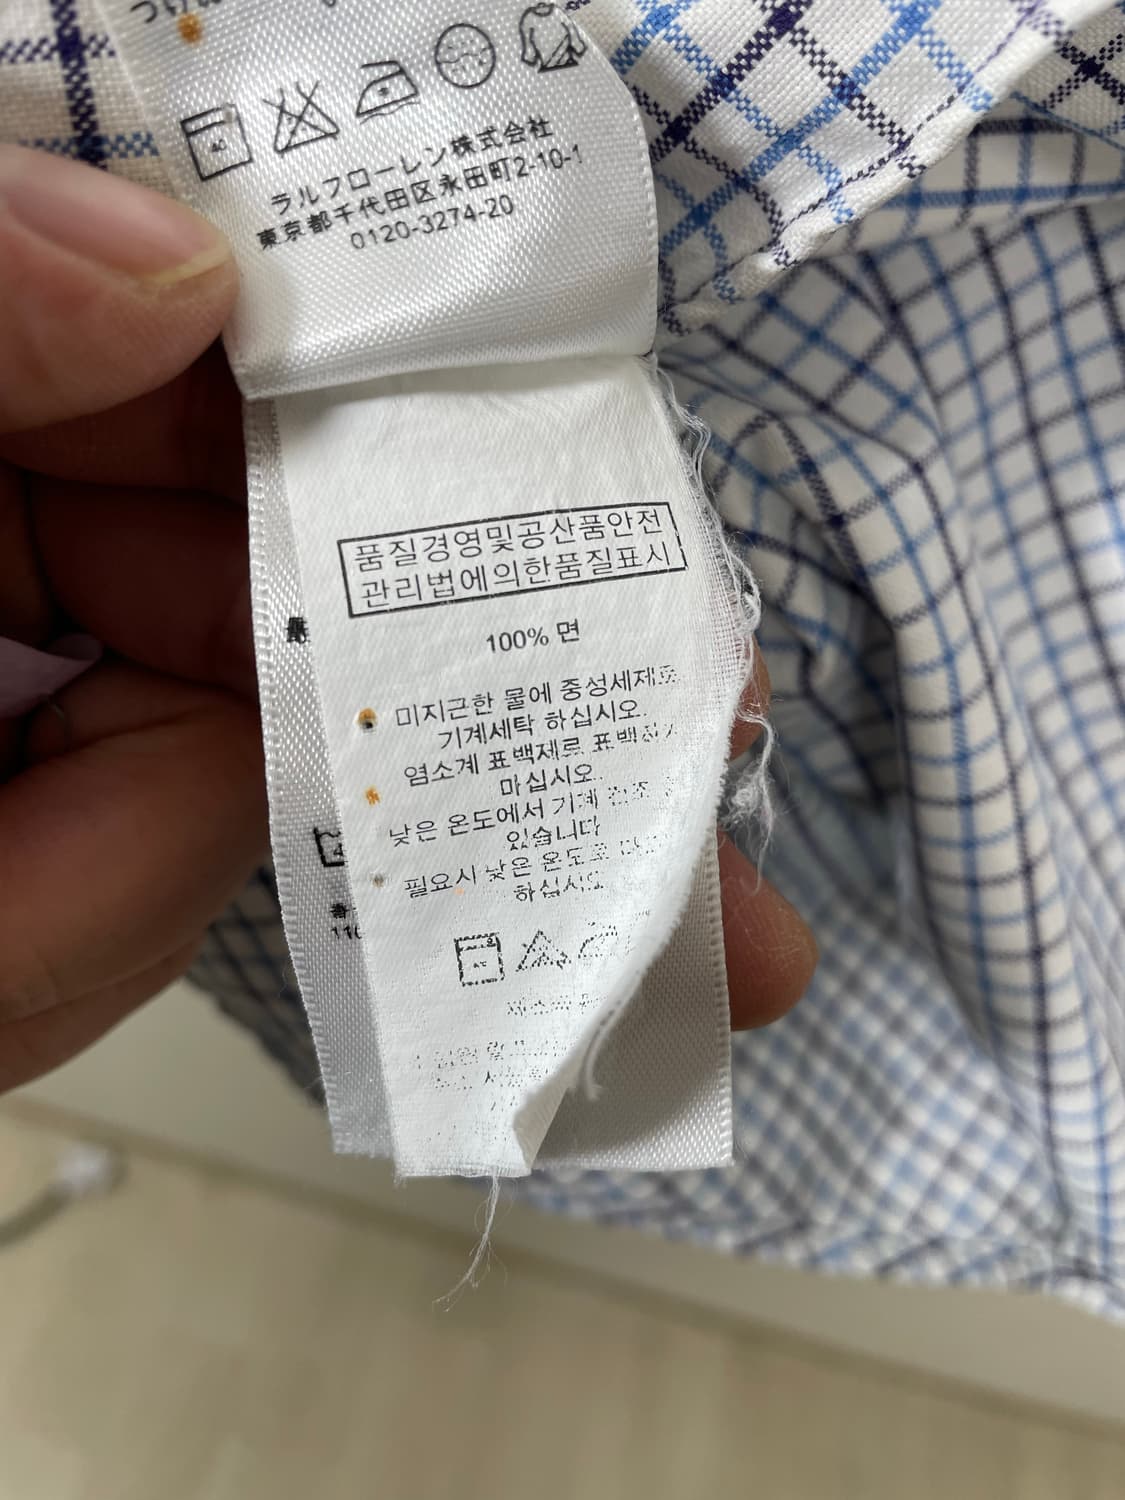 40
ラルフローレン株式会社
東京都千代田区永田町2-10-1
0120-3274-20
품질경영및공산품안전
관리법에의한품질표시
100% 면
미지근한 물에 중성세제로
기계세탁 하십시오.
염소계 표백제로 표백하지
마십시오.
낮은 온도에서 기계 건조
있습니다
필요시 낮은 온도로
하십시오